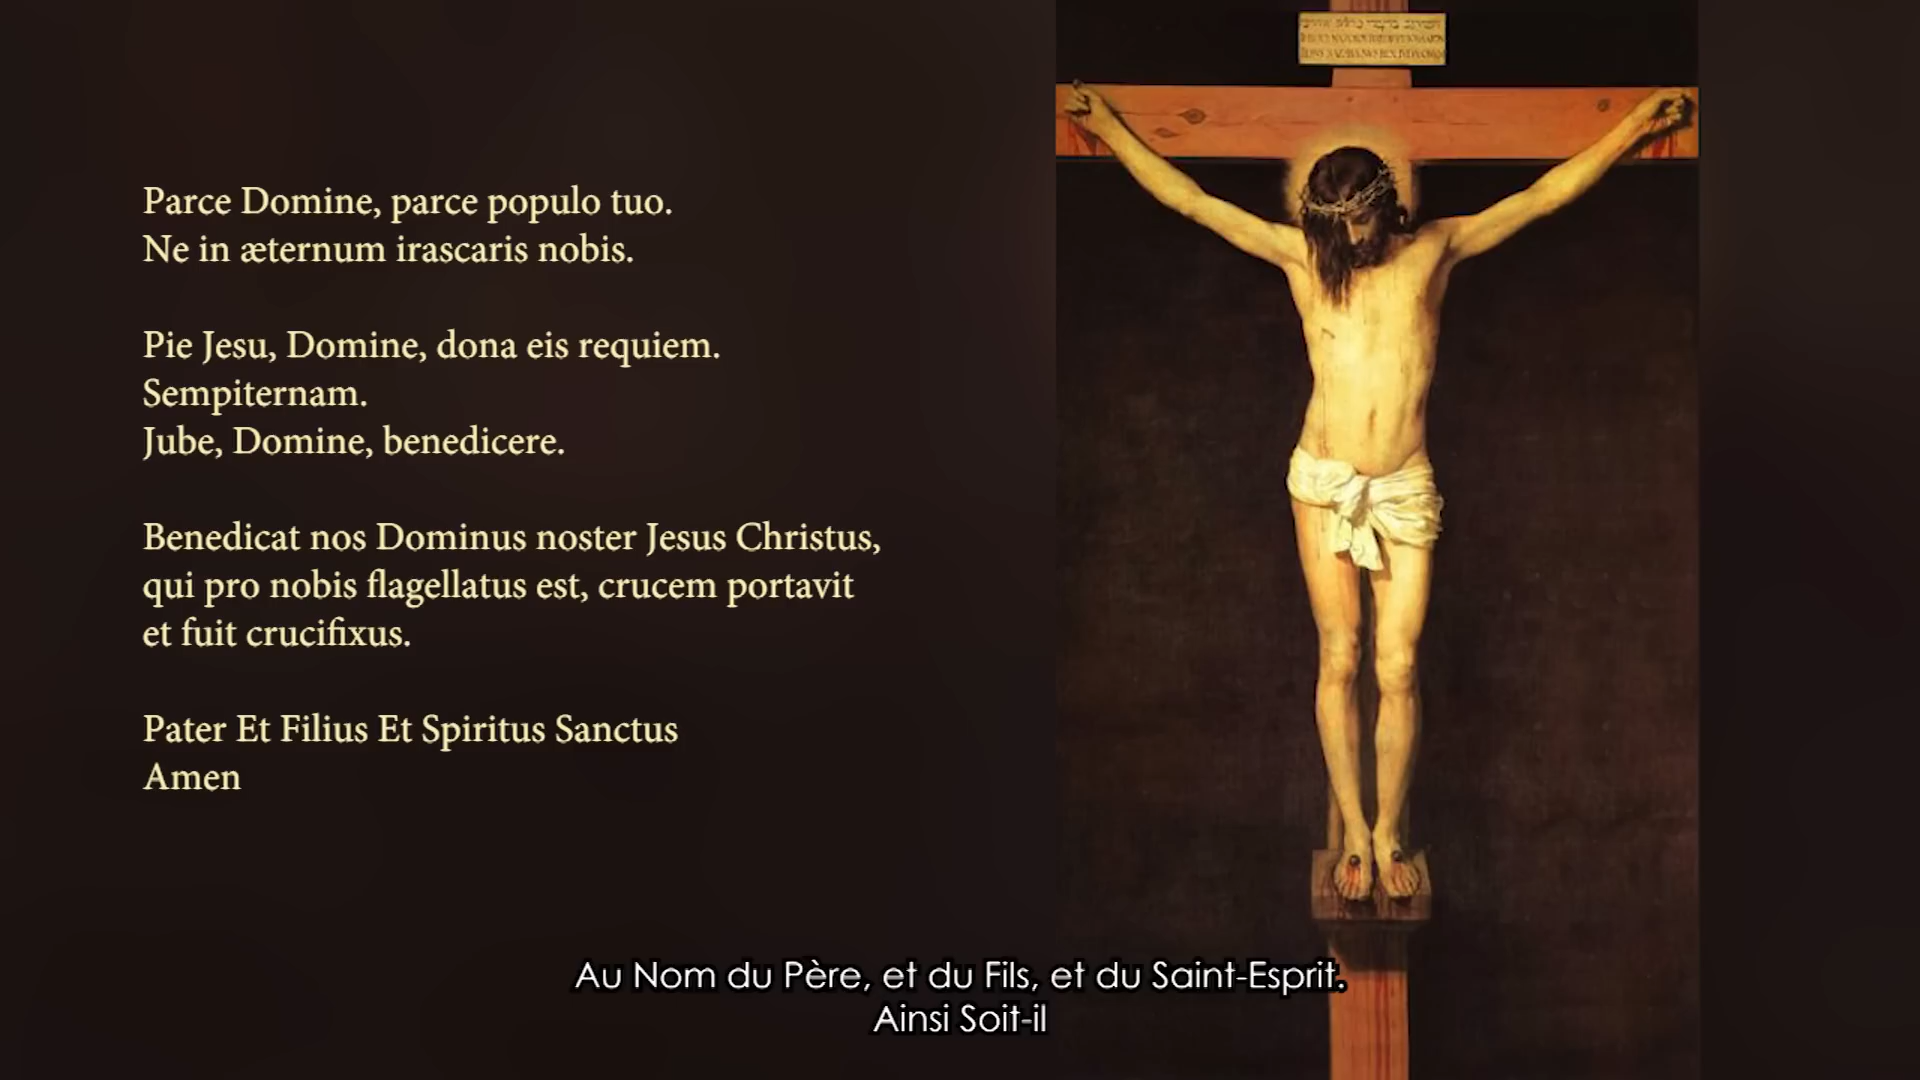 Parce Domine, parce populo tuo.
Ne in æternum irascaris nobis.
Pie Jesu, Domine, dona eis requiem.
Sempiternam.
Jube, Domine, benedicere.
Benedicat nos Dominus noster Jesus Christus,
qui pro nobis flagellatus est, crucem portavit
et fuit crucifixus.
Pater Et Filius Et Spiritus Sanctus
Amen
Au Nom du Père, et du Fils, et du Saint-Esprit.
Ainsi Soit-il